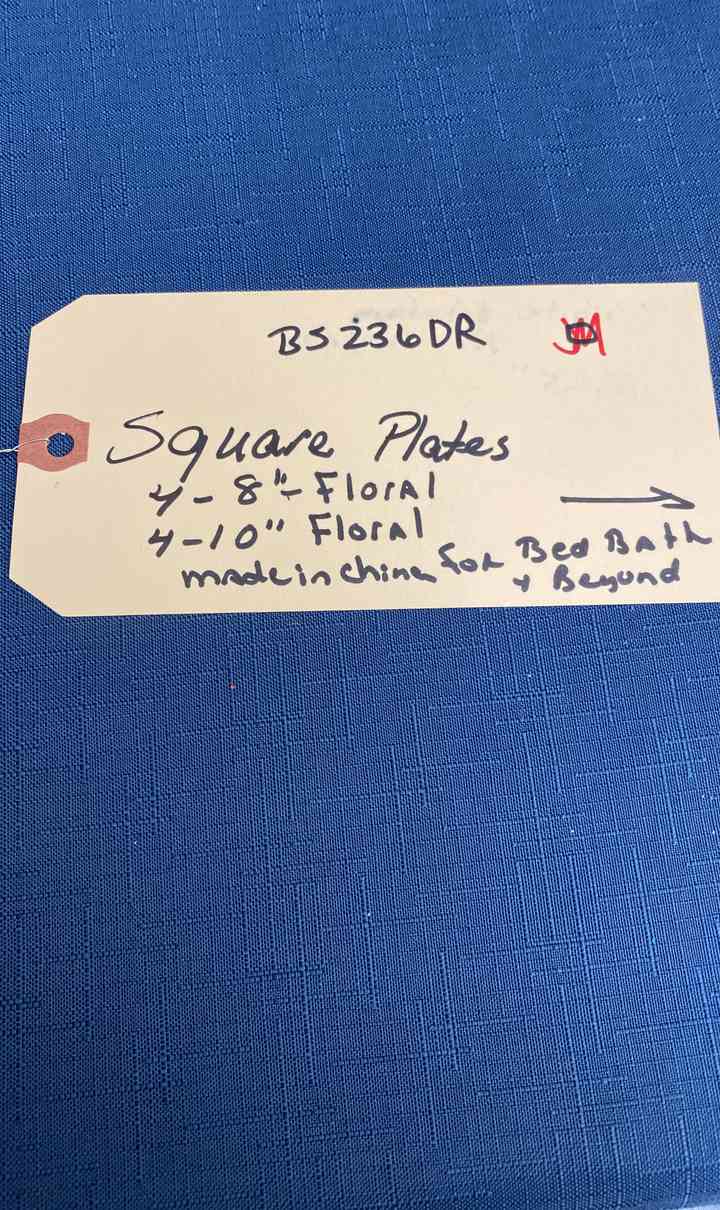 BS236DR
Square Plates
4-8"-Floral
4-10" Floral
made in china for Bed Bath
+ Beyond